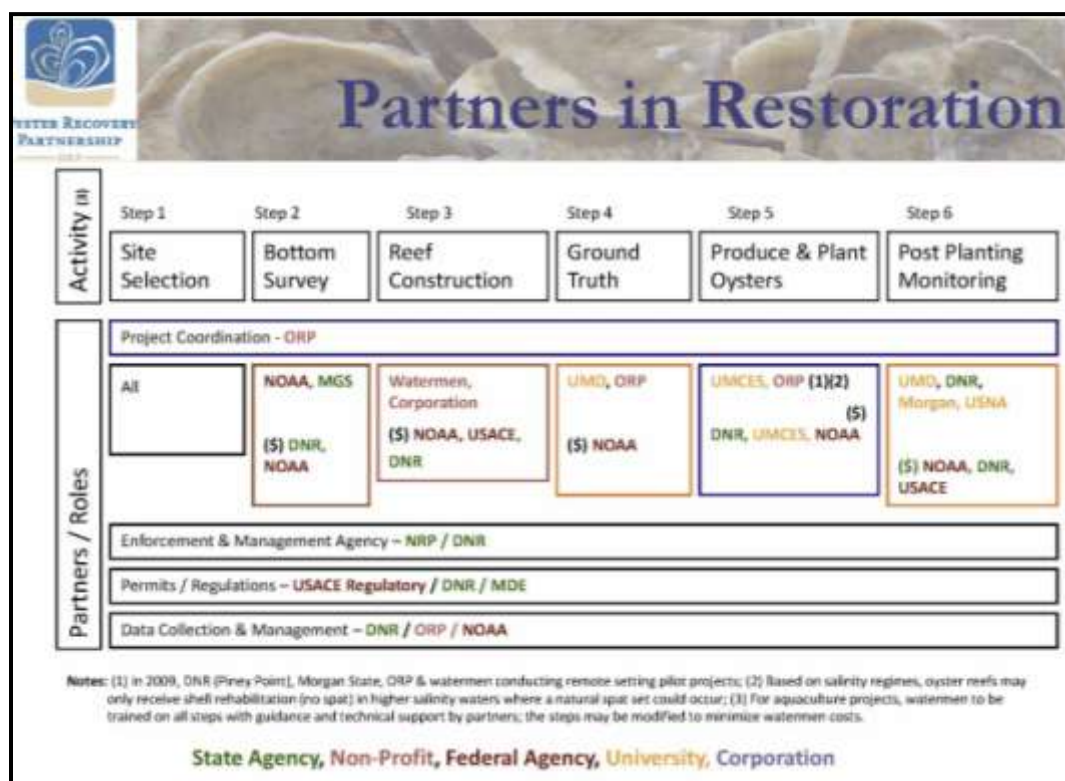 Partners in Restoration
OYSTER RECOVERY
PARTNERSHIP
Activity (3)
Step 1
Site
Selection
Step 2
Bottom
Survey
Step 3
Reef
Construction
Step 4
Ground
Truth
Step 5
Produce & Plant
Oysters
Step 6
Post Planting
Monitoring
Partners / Roles
Project Coordination - ORP
All
NOAA, MGS
($) DNR,
NOAA
Watermen,
Corporation
($) NOAA, USACE,
DNR
UMD, ORP
($) NOAA
UMCES, ORP (1)(2)
($)
DNR, UMCES, NOAA
UMD, DNR,
Morgan, USNA
($) NOAA, DNR,
USACE
Enforcement & Management Agency – NRP / DNR
Permits / Regulations – USACE Regulatory / DNR / MDE
Data Collection & Management – DNR / ORP / NOAA
Notes: (1) in 2009, DNR (Piney Point), Morgan State, ORP & watermen conducting remote setting pilot projects; (2) Based on salinity regimes, oyster reefs may
only receive shell rehabilitation (no spat) in higher salinity waters where a natural spat set could occur; (3) For aquaculture projects, watermen to be
trained on all steps with guidance and technical support by partners; the steps may be modified to minimize watermen costs.
State Agency, Non-Profit, Federal Agency, University, Corporation